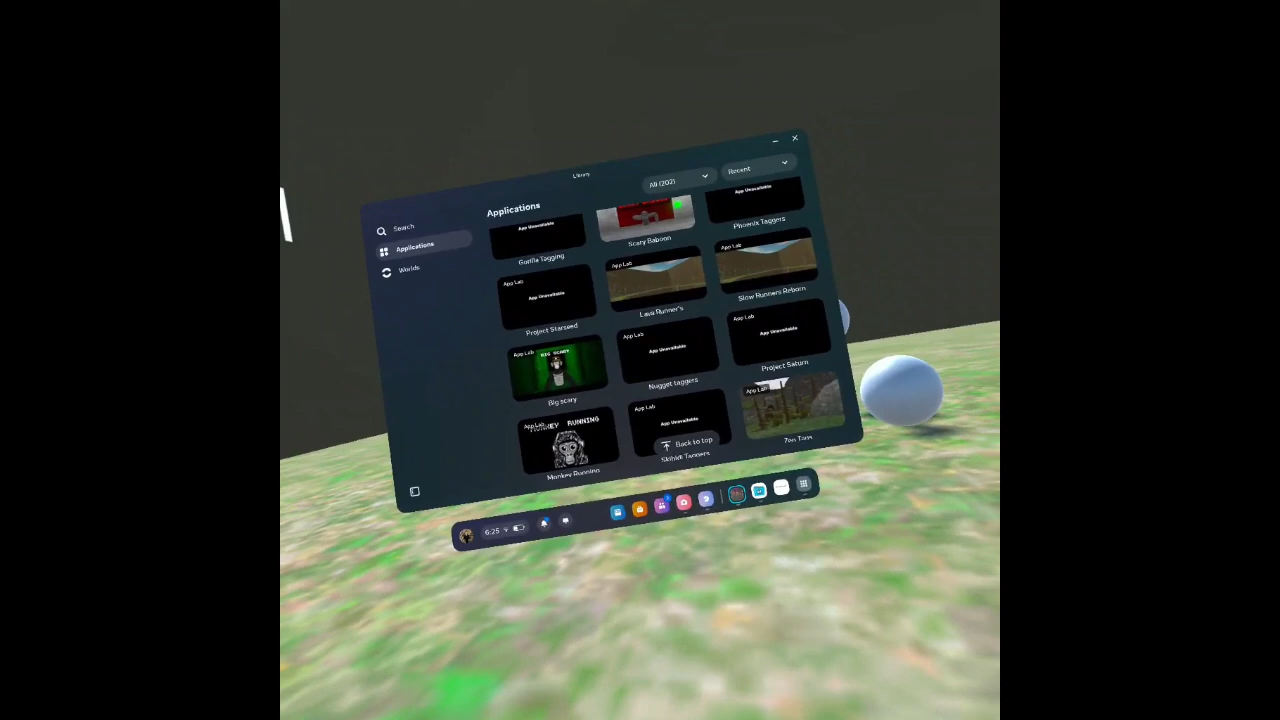 Library
All (202)
Recent
Search
Applications
Worlds
Applications
App Unavailable
Gorilla Tagging
Scary Baboon
App Unavailable
Phoenix Taggers
App Lab
App Unavailable
Project Starseed
App Lab
Lava Runner's
App Lab
Slow Runners Reborn
App Lab
BIG SCARY
Big scary
App Lab
App Unavailable
Nugget taggers
App Lab
App Unavailable
Project Saturn
App Lab
MONKEY RUNNING
Monkey Running
App Lab
App Unavailable
Skibidi Taggers
App Lab
Back to top
6:25